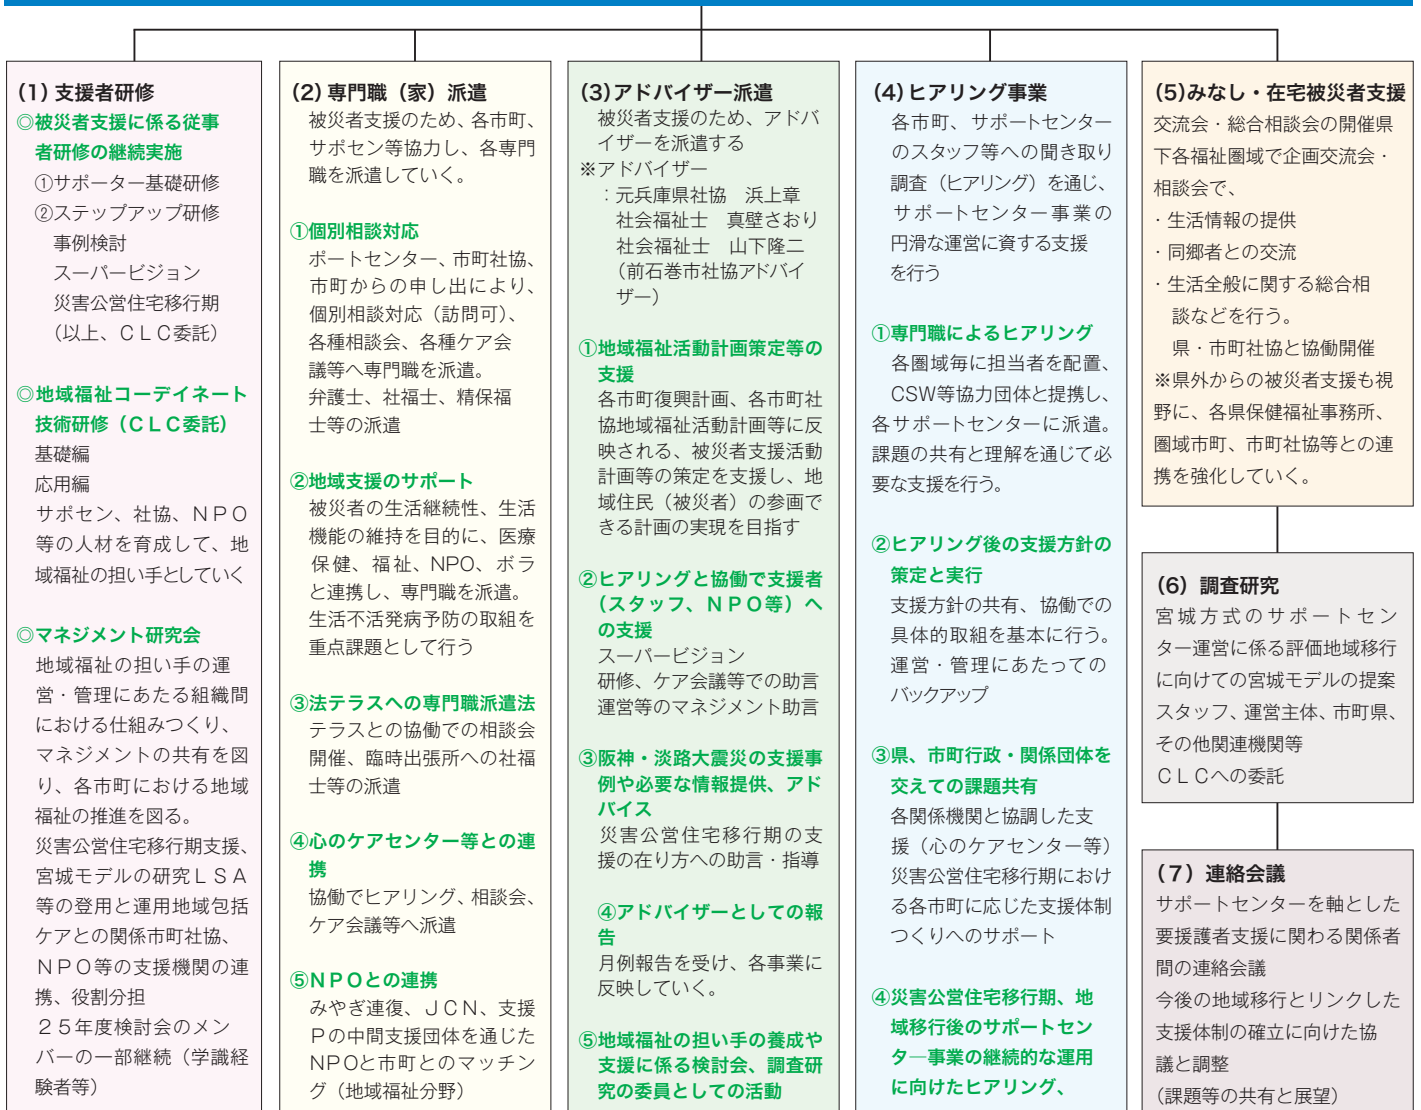 (1) 支援者研修
◎被災者支援に係る従事
者研修の継続実施
①サポーター基礎研修
②ステップアップ研修
事例検討
スーパービジョン
災害公営住宅移行期
(以上、ＣＬＣ委託)
◎地域福祉コーデイネート
技術研修（ＣＬＣ委託）
基礎編
応用編
サポセン、社協、ＮＰＯ
等の人材を育成して、地
域福祉の担い手としていく
◎マネジメント研究会
地域福祉の担い手の運
営・管理にあたる組織間
における仕組みつくり、
マネジメントの共有を図
り、各市町における地域
福祉の推進を図る。
災害公営住宅移行期支援、
宮城モデルの研究ＬＳＡ
等の登用と運用地域包括
ケアとの関係市町社協、
ＮＰＯ等の支援機関の連
携、役割分担
２５年度検討会のメン
バーの一部継続（学識経
験者等）
(2) 専門職（家）派遣
被災者支援のため、各市町、
サポセン等協力し、各専門
職を派遣していく。
①個別相談対応
ポートセンター、市町社協、
市町からの申し出により、
個別相談対応（訪問可）、
各種相談会、各種ケア会
議等へ専門職を派遣。
弁護士、社福士、精保福
士等の派遣
②地域支援のサポート
被災者の生活継続性、生活
機能の維持を目的に、医療
保健、福祉、NPO、ボラ
と連携し、専門職を派遣。
生活不活発病予防の取組を
重点課題として行う
③法テラスへの専門職派遣法
テラスとの協働での相談会
開催、臨時出張所への社福
士等の派遣
④心のケアセンター等との連
携
協働でヒアリング、相談会、
ケア会議等へ派遣
⑤ＮＰＯとの連携
みやぎ連復、ＪＣＮ、支援
Ｐの中間支援団体を通じた
NPOと市町とのマッチン
グ（地域福祉分野）
(3)アドバイザー派遣
被災者支援のため、アドバ
イザーを派遣する
※アドバイザー
：元兵庫県社協　浜上章
社会福祉士　真壁さおり
社会福祉士　山下隆二
（前石巻市社協アドバイ
ザー）
①地域福祉活動計画策定等の
支援
各市町復興計画、各市町社
協地域福祉活動計画等に反
映される、被災者支援活動
計画等の策定を支援し、地
域住民（被災者）の参画で
きる計画の実現を目指す
②ヒアリングと協働で支援者
（スタッフ、ＮＰＯ等）へ
の支援
スーパービジョン
研修、ケア会議等での助言
運営等のマネジメント助言
③阪神・淡路大震災の支援事
例や必要な情報提供、アド
バイス
災害公営住宅移行期の支
援の在り方への助言・指導
④アドバイザーとしての報
告
月例報告を受け、各事業に
反映していく。
⑤地域福祉の担い手の養成や
支援に係る検討会、調査研
究の委員としての活動
(4)ヒアリング事業
各市町、サポートセンター
のスタッフ等への聞き取り
調査（ヒアリング）を通じ、
サポートセンター事業の
円滑な運営に資する支援
を行う
①専門職によるヒアリング
各圏域毎に担当者を配置、
CSW等協力団体と提携し、
各サポートセンターに派遣。
課題の共有と理解を通じて必
要な支援を行う。
②ヒアリング後の支援方針の
策定と実行
支援方針の共有、協働での
具体的取組を基本に行う。
運営・管理にあたっての
バックアップ
③県、市町行政・関係団体を
交えての課題共有
各関係機関と協調した支
援（心のケアセンター等）
災害公営住宅移行期におけ
る各市町に応じた支援体制
つくりへのサポート
④災害公営住宅移行期、地
域移行後のサポートセン
タ―事業の継続的な運用
に向けたヒアリング、
(5)みなし・在宅被災者支援
交流会・総合相談会の開催県
下各福祉圏域で企画交流会・
相談会で、
・生活情報の提供
・同郷者との交流
・生活全般に関する総合相
談などを行う。
県・市町社協と協働開催
※県外からの被災者支援も視
野に、各県保健福祉事務所、
圏域市町、市町社協等との連
携を強化していく。
(6) 調査研究
宮城方式のサポートセン
ター運営に係る評価地域移行
に向けての宮城モデルの提案
スタッフ、運営主体、市町県、
その他関連機関等
ＣＬＣへの委託
(7) 連絡会議
サポートセンターを軸とした
要援護者支援に関わる関係者
間の連絡会議
今後の地域移行とリンクした
支援体制の確立に向けた協
議と調整
(課題等の共有と展望)